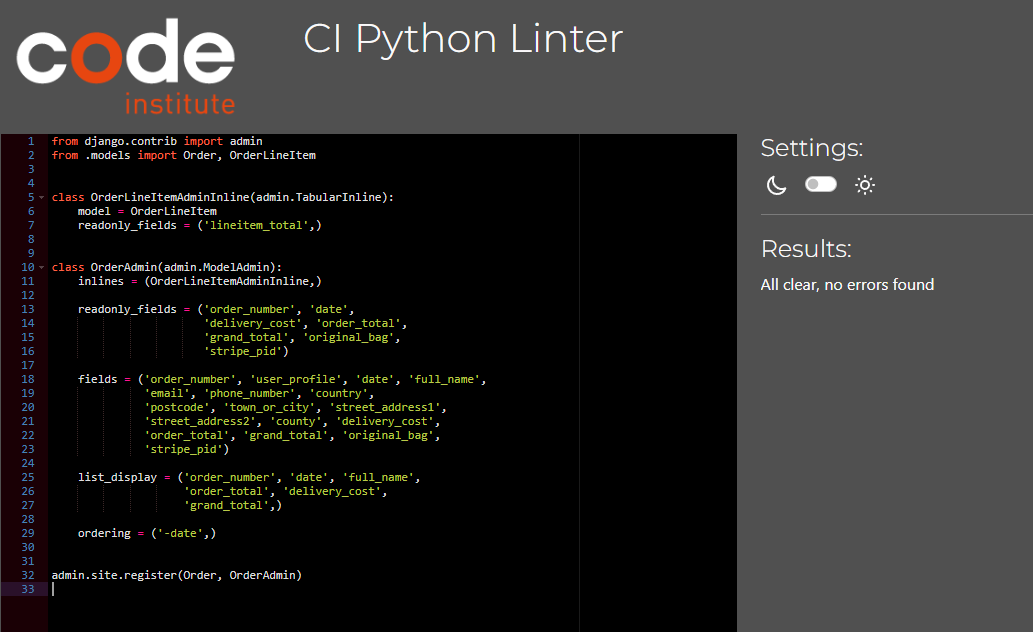 code
institute
CI Python Linter
1 from django.contrib import admin
2 from .models import Order, OrderLineItem
3
4
5 class OrderLineItemAdminInline(admin.TabularInline):
6     model = OrderLineItem
7     readonly_fields = ('lineitem_total',)
8
9
10 class OrderAdmin(admin.ModelAdmin):
11     inlines = (OrderLineItemAdminInline,)
12
13     readonly_fields = ('order_number', 'date',
14                        'delivery_cost', 'order_total',
15                        'grand_total', 'original_bag',
16                        'stripe_pid')
17
18     fields = ('order_number', 'user_profile', 'date', 'full_name',
19               'email', 'phone_number', 'country',
20               'postcode', 'town_or_city', 'street_address1',
21               'street_address2', 'county', 'delivery_cost',
22               'order_total', 'grand_total', 'original_bag',
23               'stripe_pid')
24
25     list_display = ('order_number', 'date', 'full_name',
26                     'order_total', 'delivery_cost',
27                     'grand_total',)
28
29     ordering = ('-date',)
30
31
32 admin.site.register(Order, OrderAdmin)
33
Settings:
Results:
All clear, no errors found